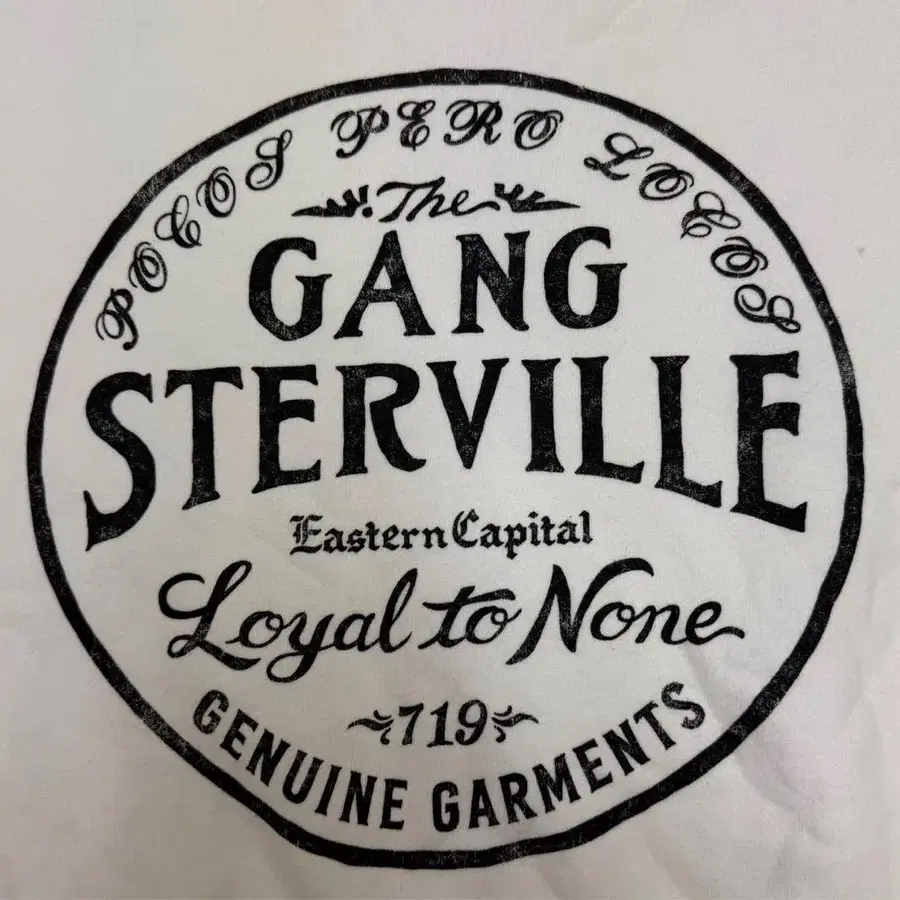 POCOS PERO LOCOS
The
GANG
STERVILLE
Eastern Capital
Loyal to None
719
GENUINE GARMENTS